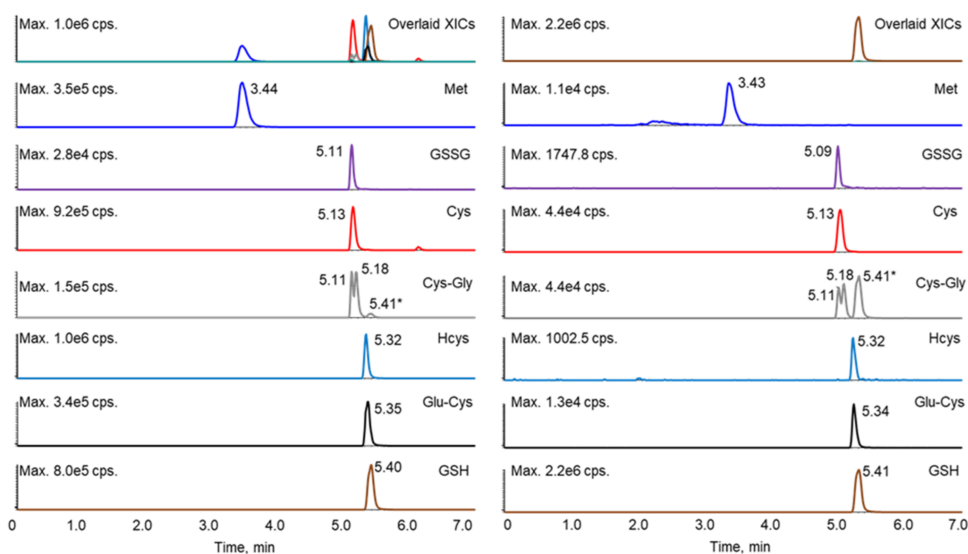 Max. 1.0e6 cps. Overlaid XICs
Max. 3.5e5 cps. 3.44 Met
Max. 2.8e4 cps. 5.11 GSSG
Max. 9.2e5 cps. 5.13 Cys
Max. 1.5e5 cps. 5.11 5.18 5.41* Cys-Gly
Max. 1.0e6 cps. 5.32 Hcys
Max. 3.4e5 cps. 5.35 Glu-Cys
Max. 8.0e5 cps. 5.40 GSH
0 1.0 2.0 3.0 4.0 5.0 6.0 7.0
Time, min
Max. 2.2e6 cps. Overlaid XICs
Max. 1.1e4 cps. 3.43 Met
Max. 1747.8 cps. 5.09 GSSG
Max. 4.4e4 cps. 5.13 Cys
Max. 4.4e4 cps. 5.11 5.18 5.41* Cys-Gly
Max. 1002.5 cps. 5.32 Hcys
Max. 1.3e4 cps. 5.34 Glu-Cys
Max. 2.2e6 cps. 5.41 GSH
0 1.0 2.0 3.0 4.0 5.0 6.0 7.0
Time, min